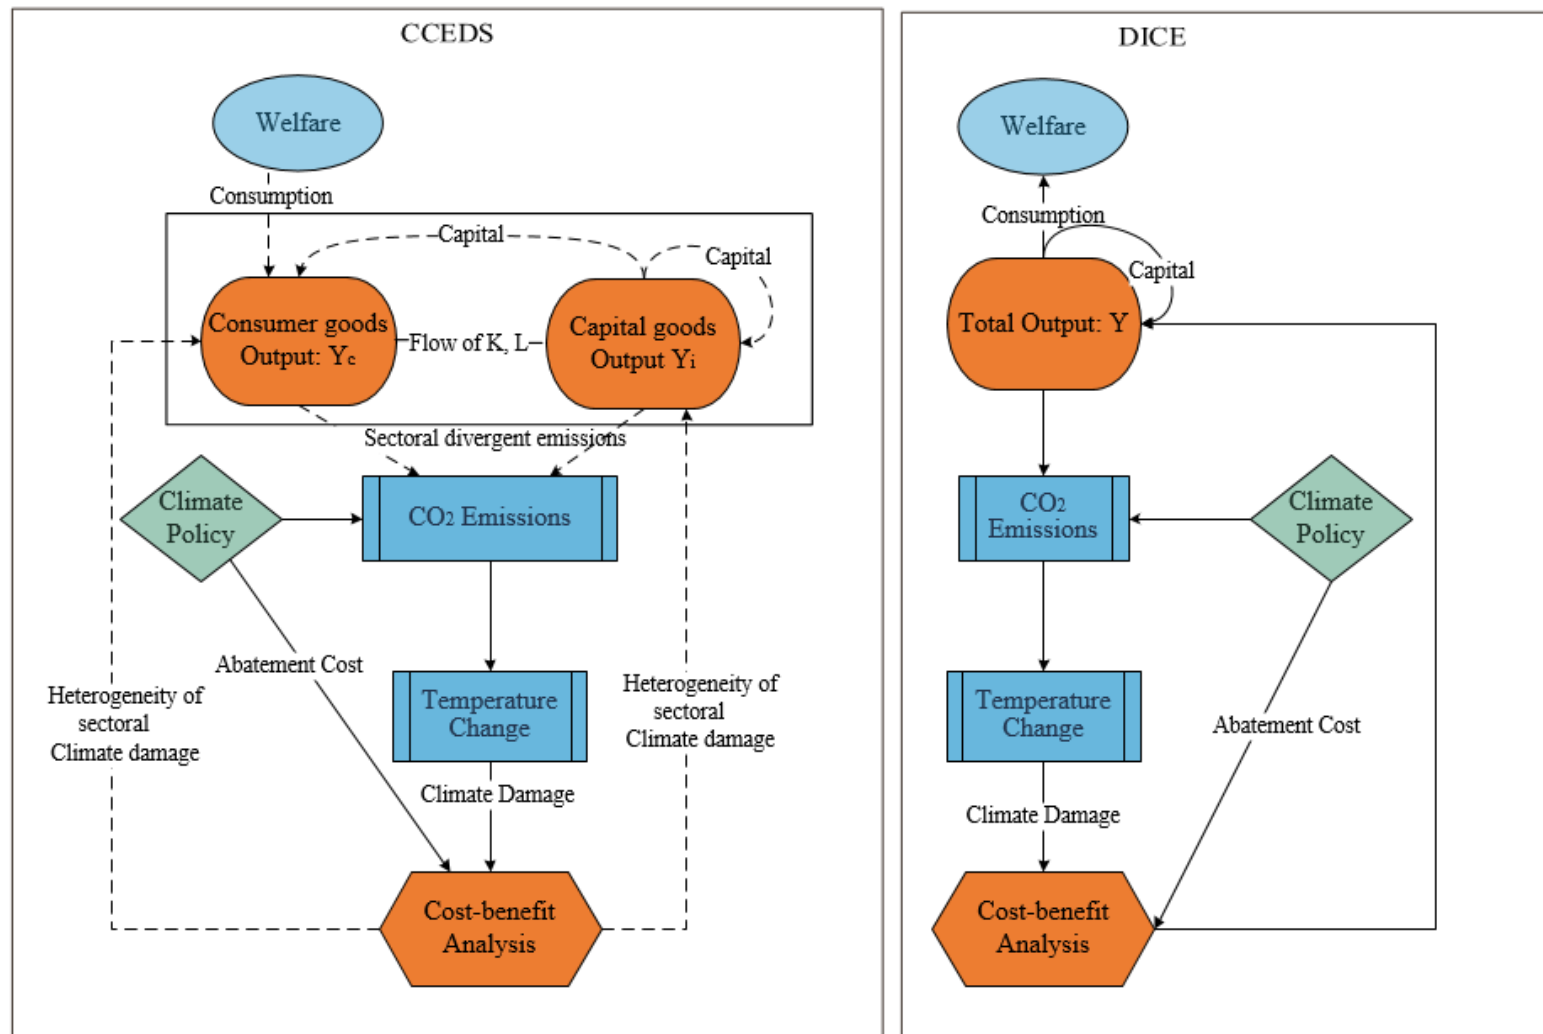 CCEDS
Welfare
Consumption
Capital
Capital
Consumer goods
Output: Yc
Flow of K, L
Capital goods
Output Yi
Sectoral divergent emissions
Climate
Policy
CO2 Emissions
Abatement Cost
Heterogeneity of
sectoral
Climate damage
Temperature
Change
Heterogeneity of
sectoral
Climate damage
Climate Damage
Cost-benefit
Analysis
DICE
Welfare
Consumption
Capital
Total Output: Y
CO2
Emissions
Climate
Policy
Temperature
Change
Abatement Cost
Climate Damage
Cost-benefit
Analysis